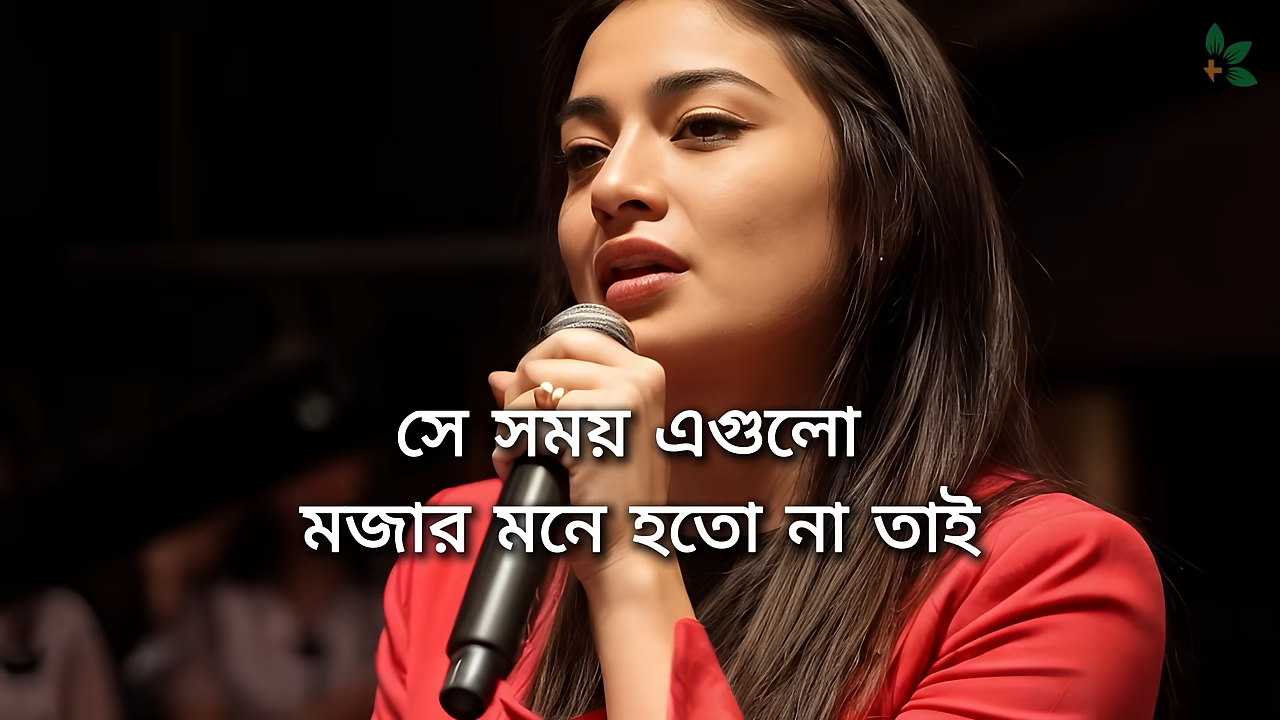 সে সময় এগুলো
মজার মনে হতো না তাই